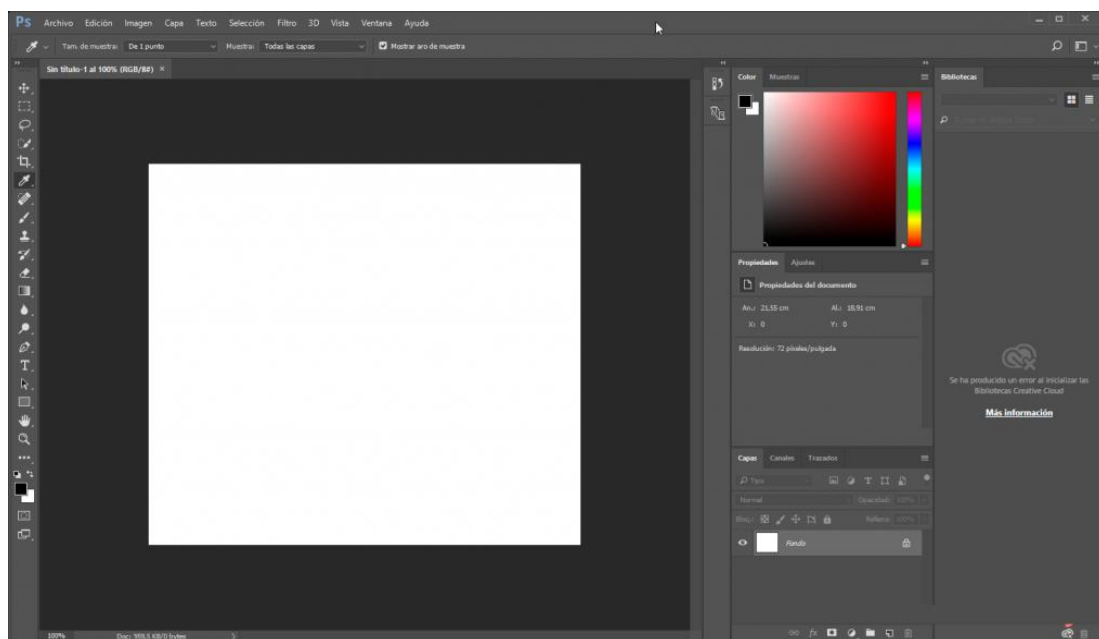 Ps Archivo Edición Imagen Capa Texto Selección Filtro 3D Vista Ventana Ayuda
Tam. de muestra: De 1 punto Muestra: Todas las capas Mostrar aro de muestra
Sin título-1 al 100% (RGB/8#) ×
Color Muestras
Bibliotecas
Propiedades Ajustes
Propiedades del documento
An.: 21,55 cm Al.: 18,91 cm
X: 0 Y: 0
Resolución: 72 píxeles/pulgada
Se ha producido un error al inicializar las
Bibliotecas Creative Cloud
Más información
Capas Canales Trazados
Tipo
Normal Opacidad: 100%
Bloq.: Relleno: 100%
Fondo
100% Doc: KB/0 bytes